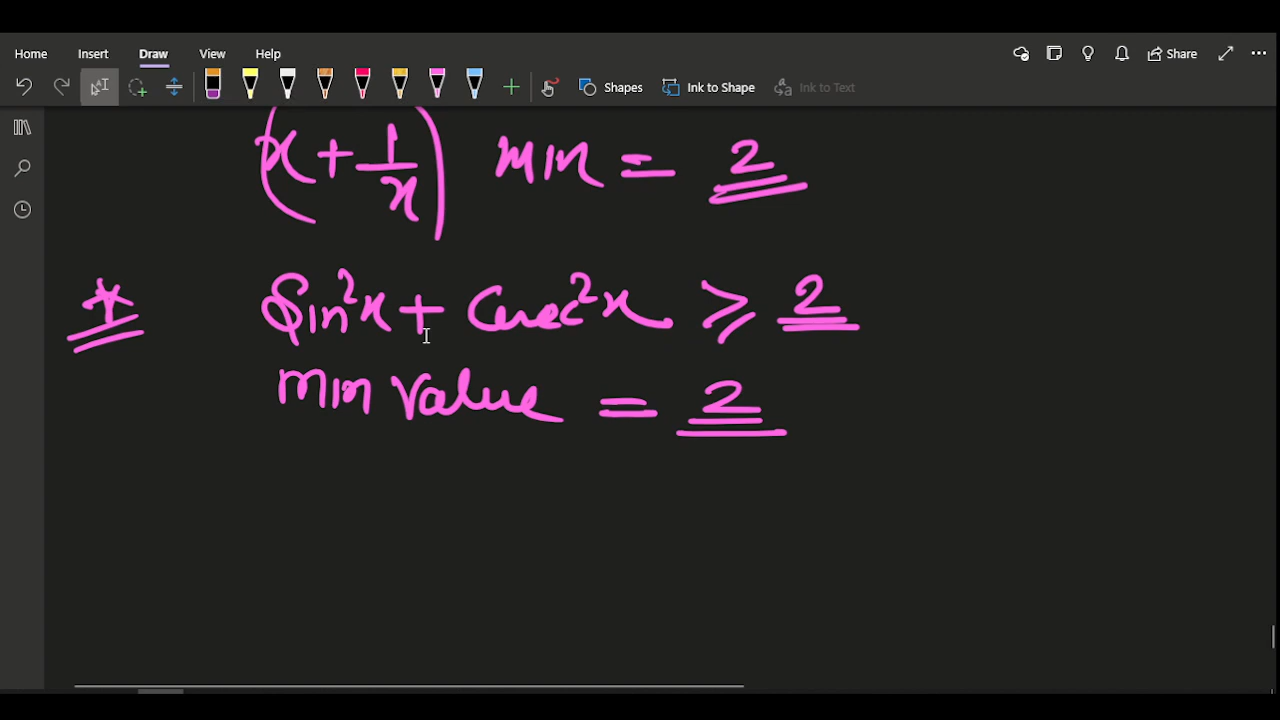 Home Insert Draw View Help Share
Shapes Ink to Shape Ink to Text
(x + 1/x) min = 2
* Sin²x + Cosec²x ⩾ 2
min value = 2